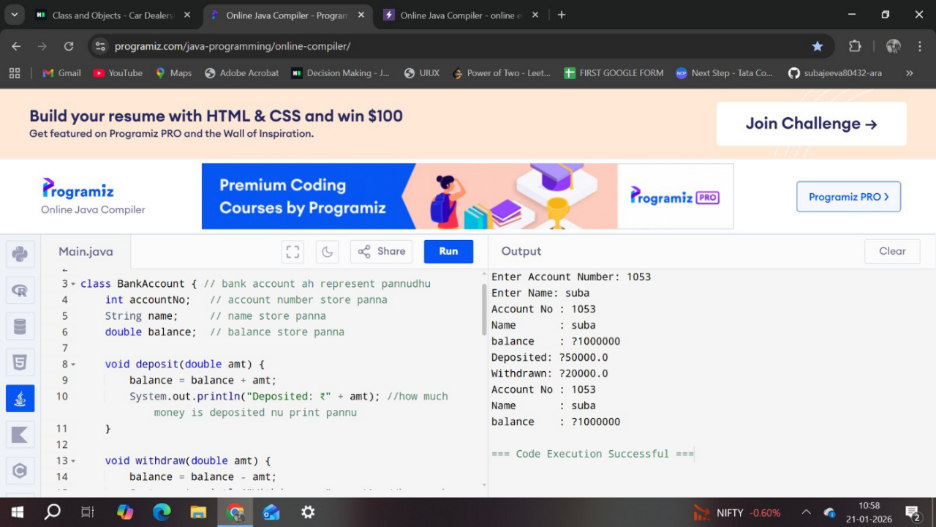 Class and Objects - Car Dealers
Online Java Compiler - Program
Online Java Compiler - online e
programiz.com/java-programming/online-compiler/
Gmail
YouTube
Maps
Adobe Acrobat
Decision Making - J...
UIUX
Power of Two - Leet...
FIRST GOOGLE FORM
Next Step - Tata Co...
subajeeva80432-ara
Build your resume with HTML & CSS and win $100
Get featured on Programiz PRO and the Wall of Inspiration.
Join Challenge →
Programiz
Online Java Compiler
Premium Coding
Courses by Programiz
Programiz PRO
Programiz PRO >
Main.java
Share
Run
Output
Clear
3 class BankAccount { // bank account ah represent pannudhu
4 int accountNo; // account number store panna
5 String name; // name store panna
6 double balance; // balance store panna
7
8 void deposit(double amt) {
9 balance = balance + amt;
10 System.out.println("Deposited: ₹" + amt); //how much
money is deposited nu print pannu
11 }
12
13 void withdraw(double amt) {
14 balance = balance - amt;
Enter Account Number: 1053
Enter Name: suba
Account No : 1053
Name : suba
balance : ?1000000
Deposited: ?50000.0
Withdrawn: ?20000.0
Account No : 1053
Name : suba
balance : ?1000000
=== Code Execution Successful ===
NIFTY -0.60%
10:58
21-01-2026
2